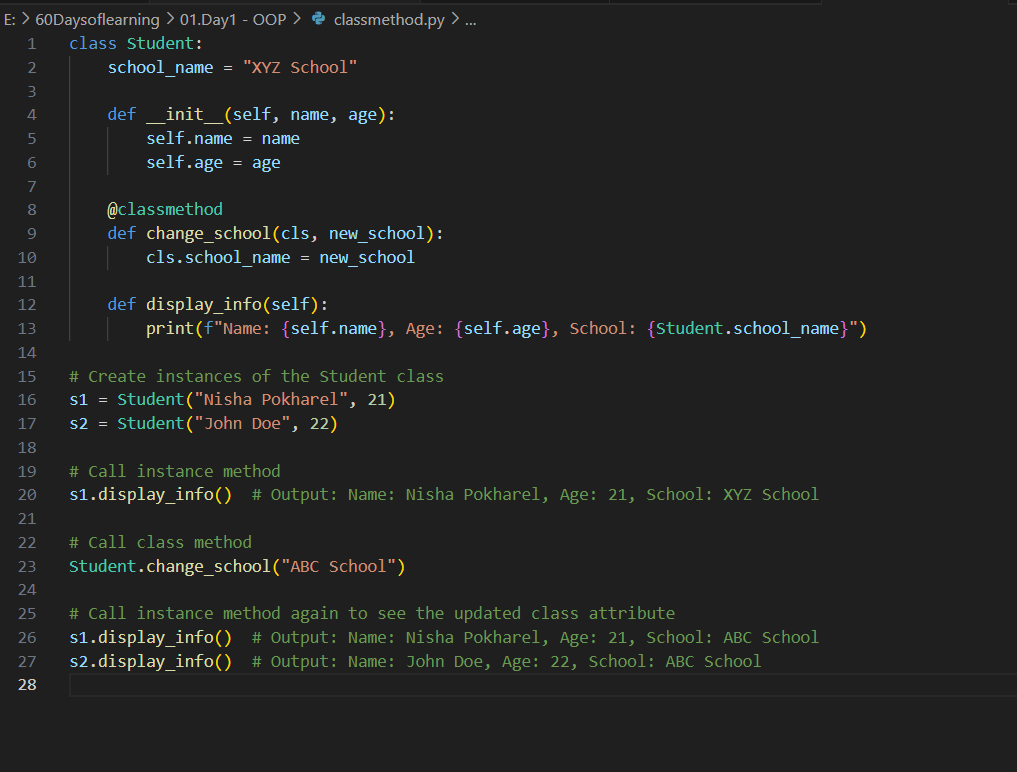 E: > 60Daysoflearning > 01.Day1 - OOP > classmethod.py > ...
1 class Student:
2     school_name = "XYZ School"
3
4     def __init__(self, name, age):
5         self.name = name
6         self.age = age
7
8     @classmethod
9     def change_school(cls, new_school):
10         cls.school_name = new_school
11
12     def display_info(self):
13         print(f"Name: {self.name}, Age: {self.age}, School: {Student.school_name}")
14
15 # Create instances of the Student class
16 s1 = Student("Nisha Pokharel", 21)
17 s2 = Student("John Doe", 22)
18
19 # Call instance method
20 s1.display_info()  # Output: Name: Nisha Pokharel, Age: 21, School: XYZ School
21
22 # Call class method
23 Student.change_school("ABC School")
24
25 # Call instance method again to see the updated class attribute
26 s1.display_info()  # Output: Name: Nisha Pokharel, Age: 21, School: ABC School
27 s2.display_info()  # Output: Name: John Doe, Age: 22, School: ABC School
28